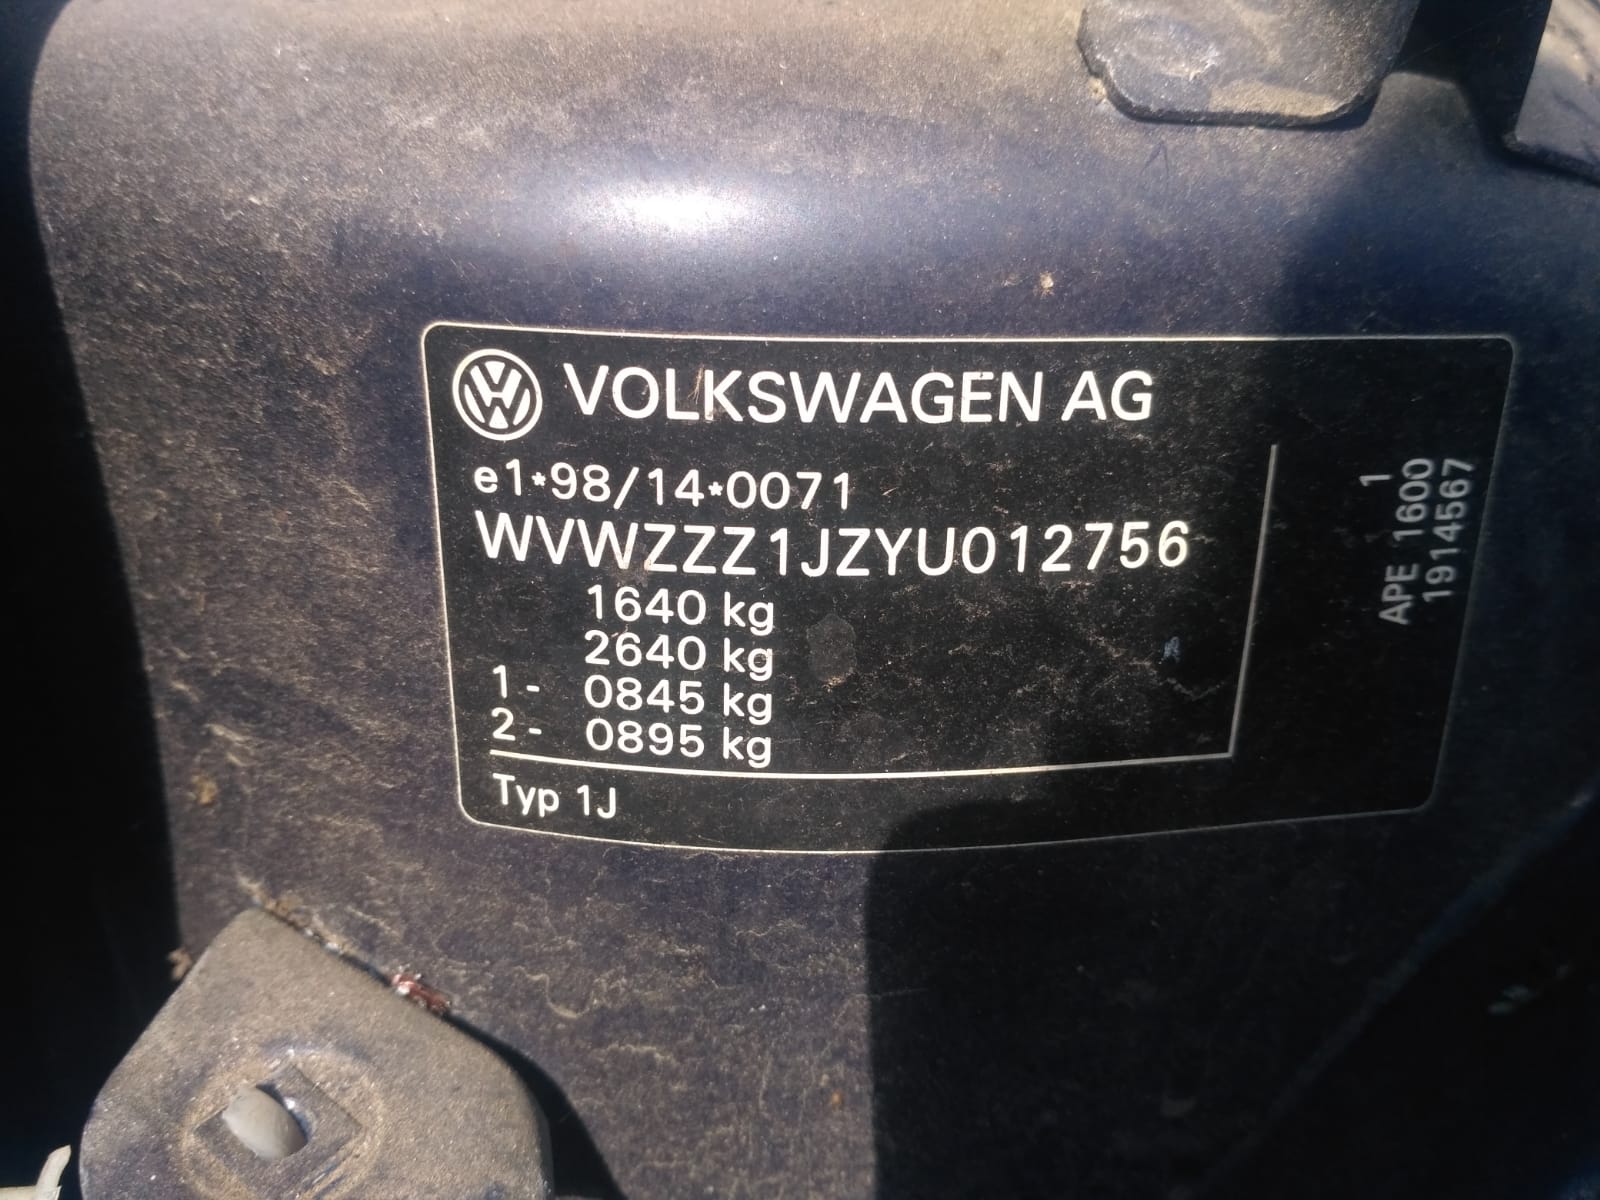 VOLKSWAGEN AG
e1*98/14*0071
WVWZZZ1JZYU012756
1640 kg
2640 kg
1- 0845 kg
2- 0895 kg
Typ 1J
1
APE 1600
1914567